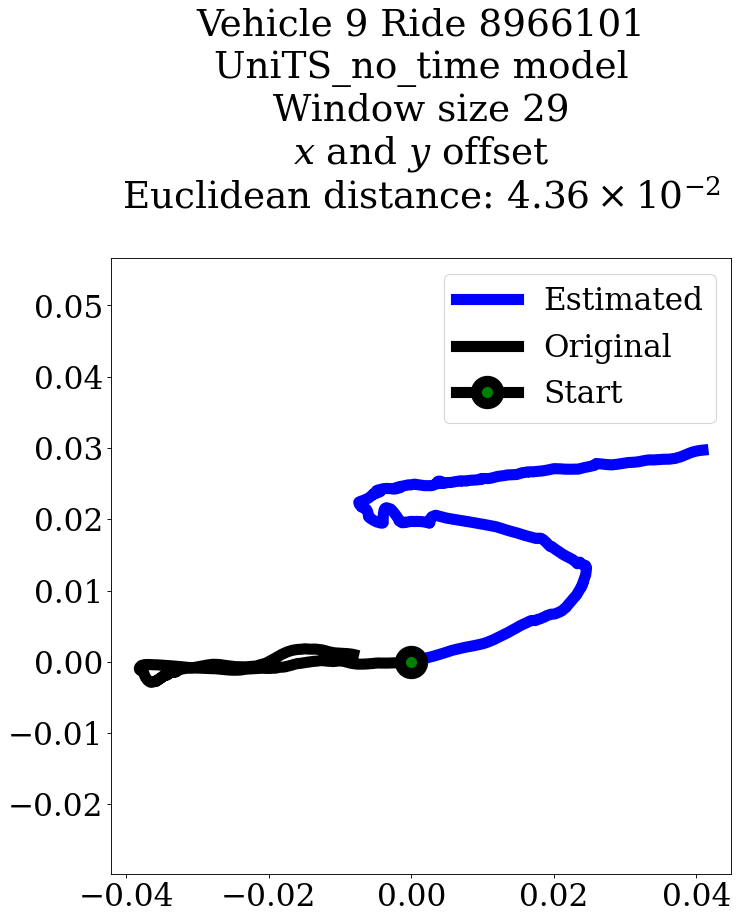 Vehicle 9 Ride 8966101
UniTS_no_time model
Window size 29
x and y offset
Euclidean distance: 4.36 × 10⁻²
Estimated
Original
Start
0.05
0.04
0.03
0.02
0.01
0.00
−0.01
−0.02
−0.04 −0.02 0.00 0.02 0.04